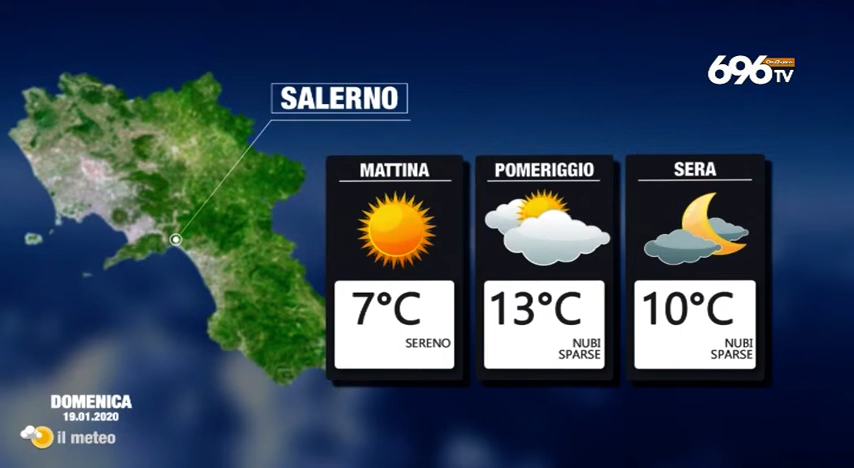 696 TV
SALERNO
MATTINA
7°C
SERENO
POMERIGGIO
13°C
NUBI
SPARSE
SERA
10°C
NUBI
SPARSE
DOMENICA
19.01.2020
il meteo